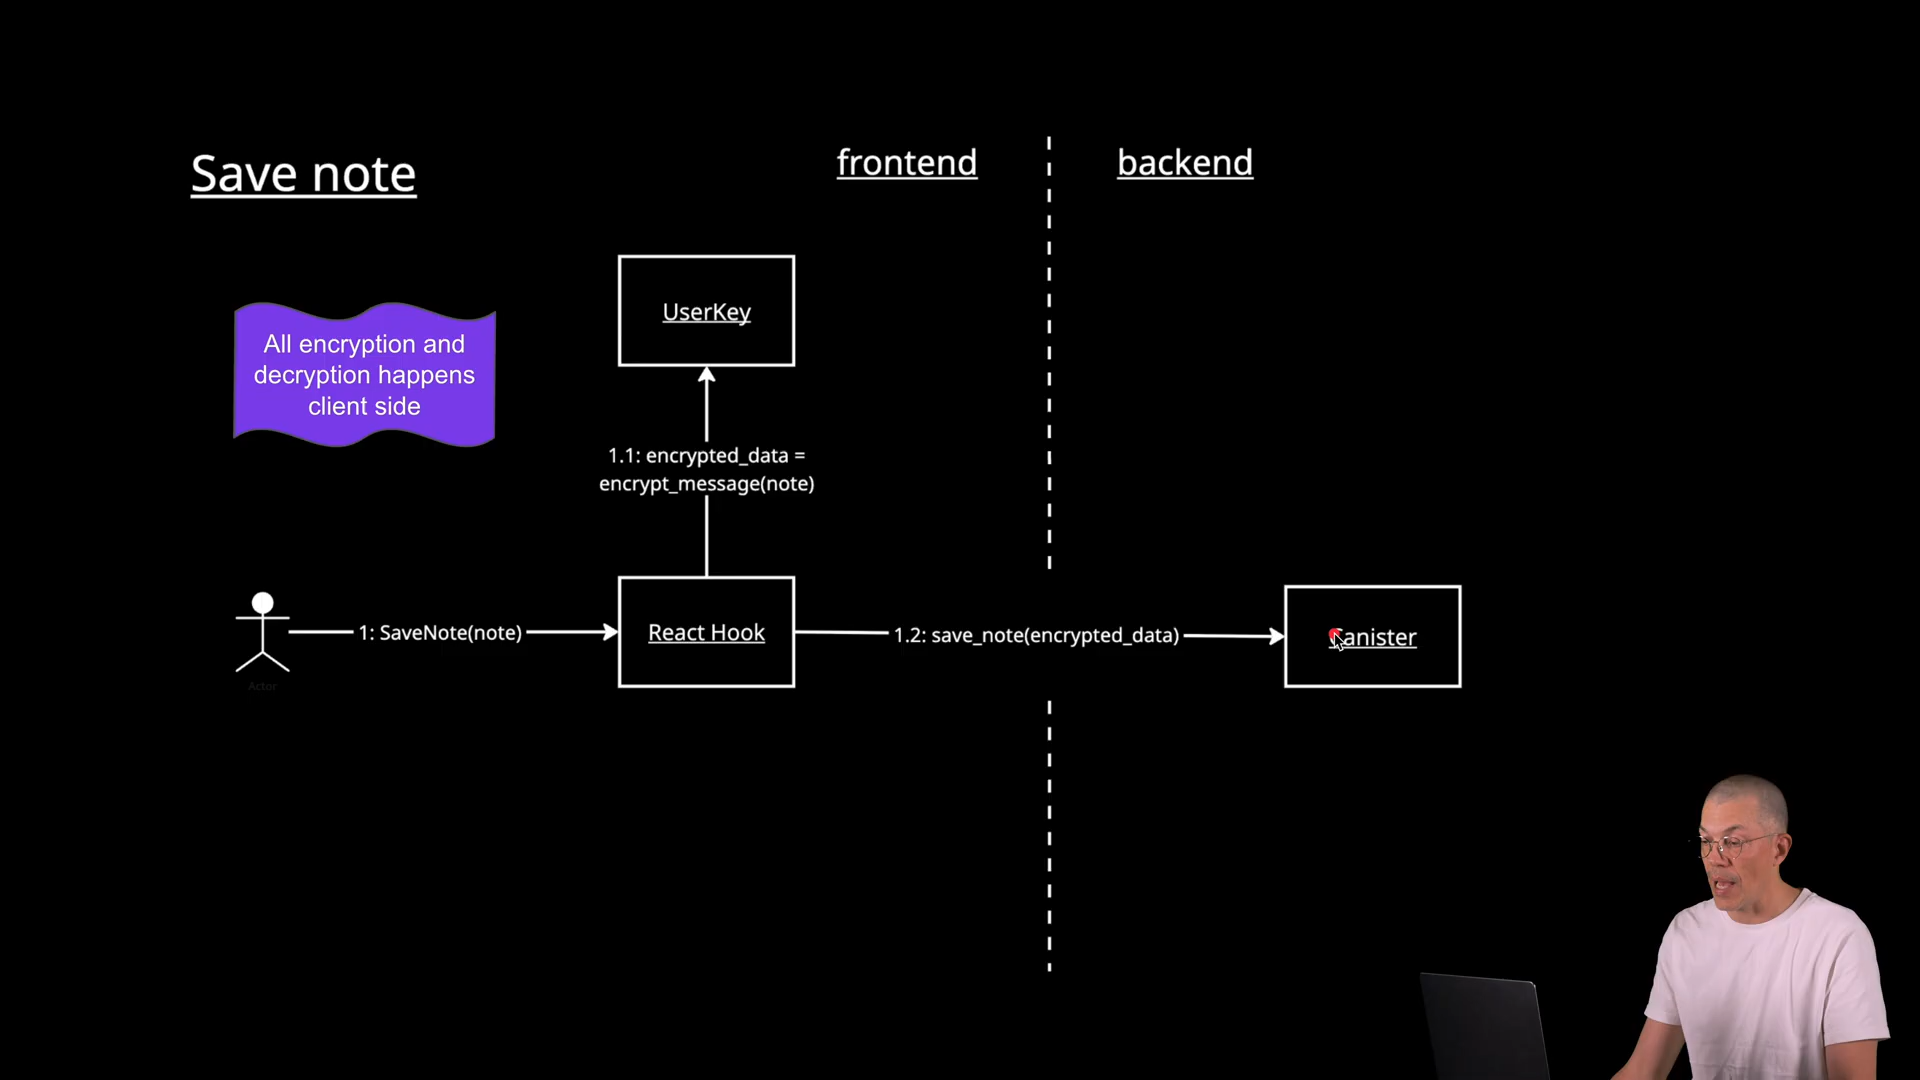 Save note
frontend
backend
UserKey
All encryption and
decryption happens
client side
1.1: encrypted_data =
encrypt_message(note)
1: SaveNote(note)
React Hook
1.2: save_note(encrypted_data)
Canister
Actor